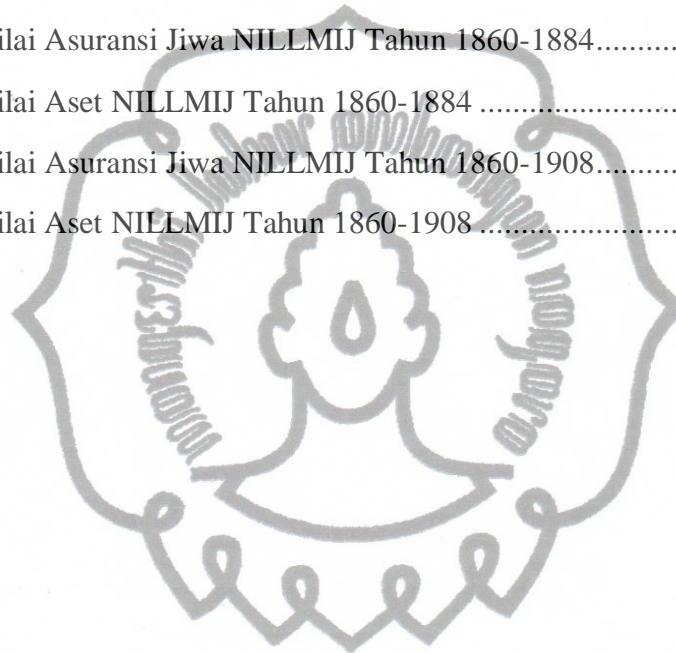 ilai Asuransi Jiwa NILLMIJ Tahun 1860-1884...........
ilai Aset NILLMIJ Tahun 1860-1884 ......................
ilai Asuransi Jiwa NILLMIJ Tahun 1860-1908...........
ilai Aset NILLMIJ Tahun 1860-1908 ......................